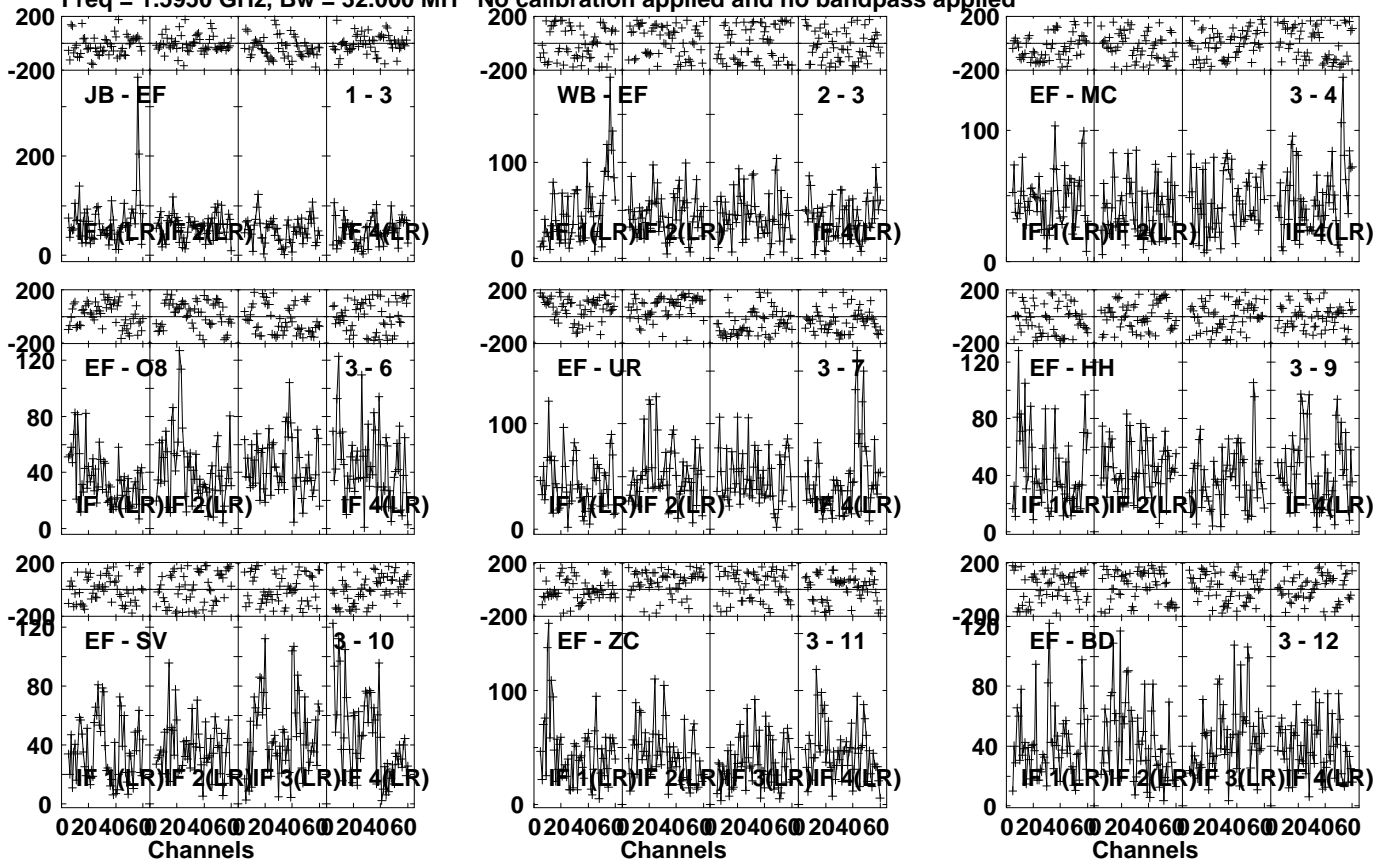 Freq = 1.5950 GHz, Bw = 32.000 MH No calibration applied and no bandpass applied
200 200 200
-200 -200 -200
JB - EF 1 - 3 WB - EF 2 - 3 EF - MC 3 - 4
200 100 100
IF 1(LR) IF 2(LR) IF 4(LR) IF 1(LR) IF 2(LR) IF 4(LR) IF 1(LR) IF 2(LR) IF 4(LR)
0 0 0
200 200 200
-200 -200 -200
120 120
EF - O8 3 - 6 EF - UR 3 - 7 EF - HH 3 - 9
80 100 80
40 40
IF 1(LR) IF 2(LR) IF 4(LR) IF 1(LR) IF 2(LR) IF 4(LR) IF 1(LR) IF 2(LR) IF 4(LR)
0 0 0
200 200 200
-200 -200 -200
120 120
EF - SV 3 - 10 EF - ZC 3 - 11 EF - BD 3 - 12
80 100 80
40 40
IF 1(LR) IF 2(LR) IF 3(LR) IF 4(LR) IF 1(LR) IF 2(LR) IF 3(LR) IF 4(LR) IF 1(LR) IF 2(LR) IF 3(LR) IF 4(LR)
0 0 0
0 20 40 60 0 20 40 60 0 20 40 60 0 20 40 60 0 20 40 60 0 20 40 60 0 20 40 60 0 20 40 60 0 20 40 60 0 20 40 60 0 20 40 60 0 20 40 60
Channels Channels Channels